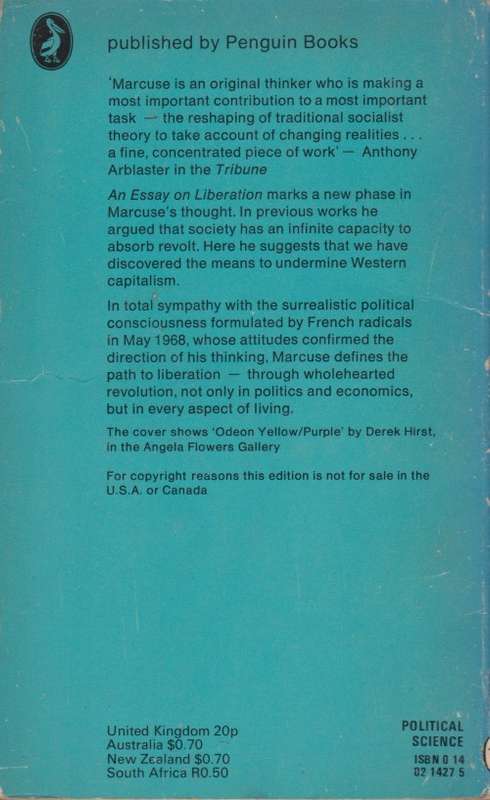 published by Penguin Books
'Marcuse is an original thinker who is making a
most important contribution to a most important
task — the reshaping of traditional socialist
theory to take account of changing realities . . .
a fine, concentrated piece of work' — Anthony
Arblaster in the Tribune
An Essay on Liberation marks a new phase in
Marcuse's thought. In previous works he
argued that society has an infinite capacity to
absorb revolt. Here he suggests that we have
discovered the means to undermine Western
capitalism.
In total sympathy with the surrealistic political
consciousness formulated by French radicals
in May 1968, whose attitudes confirmed the
direction of his thinking, Marcuse defines the
path to liberation — through wholehearted
revolution, not only in politics and economics,
but in every aspect of living.
The cover shows 'Odeon Yellow/Purple' by Derek Hirst,
in the Angela Flowers Gallery
For copyright reasons this edition is not for sale in the
U.S.A. or Canada
United Kingdom 20p
Australia $0.70
New Zealand $0.70
South Africa R0.50
POLITICAL
SCIENCE
ISBN 0 14
02 1427 5